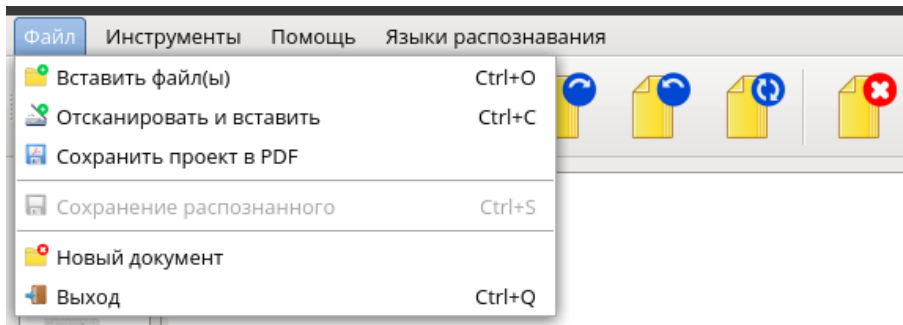 Файл Инструменты Помощь Языки распознавания
Вставить файл(ы) Ctrl+O
Отсканировать и вставить Ctrl+C
Сохранить проект в PDF
Сохранение распознанного Ctrl+S
Новый документ
Выход Ctrl+Q